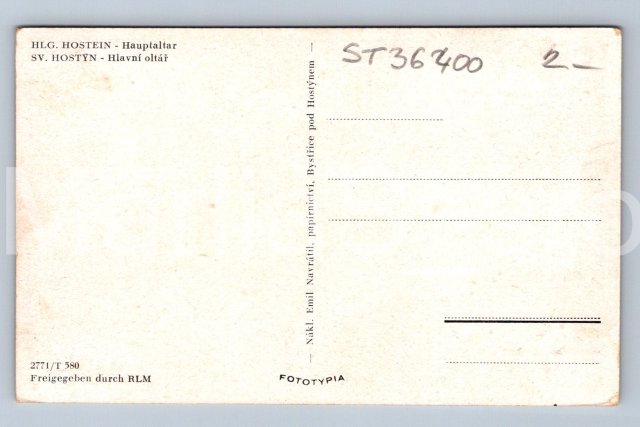 HLG. HOSTEIN - Hauptaltar
SV. HOSTÝN - Hlavní oltář
ST36400 2—
— Nákl. Emil Navrátil, papírnictví, Bystřice pod Hostýnem —
2771/T 580
Freigegeben durch RLM
FOTOTYPIA